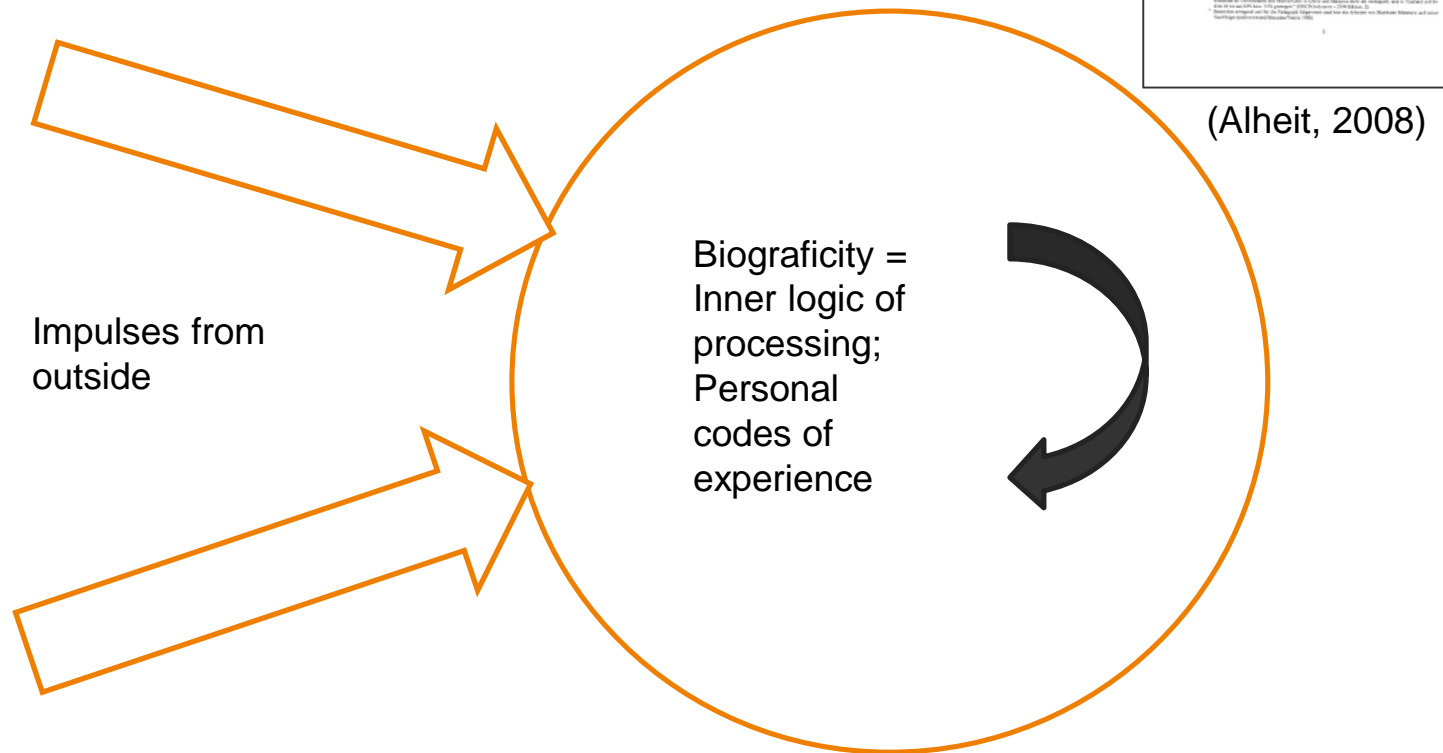 (Alheit, 2008)
Biograficity =
Inner logic of
processing;
Personal
codes of
experience
Impulses from
outside